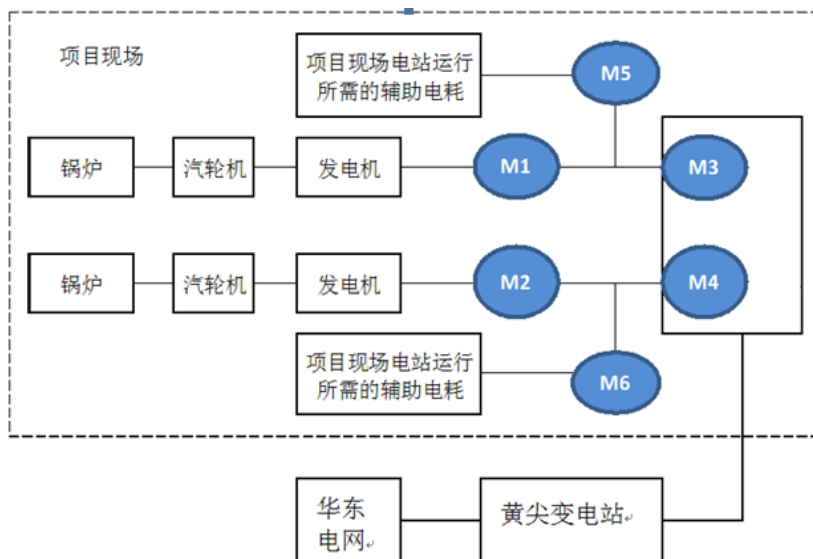 项目现场
项目现场电站运行
所需的辅助电耗
M5
锅炉
汽轮机
发电机
M1
M3
锅炉
汽轮机
发电机
M2
M4
项目现场电站运行
所需的辅助电耗
M6
华东
电网
黄尖变电站